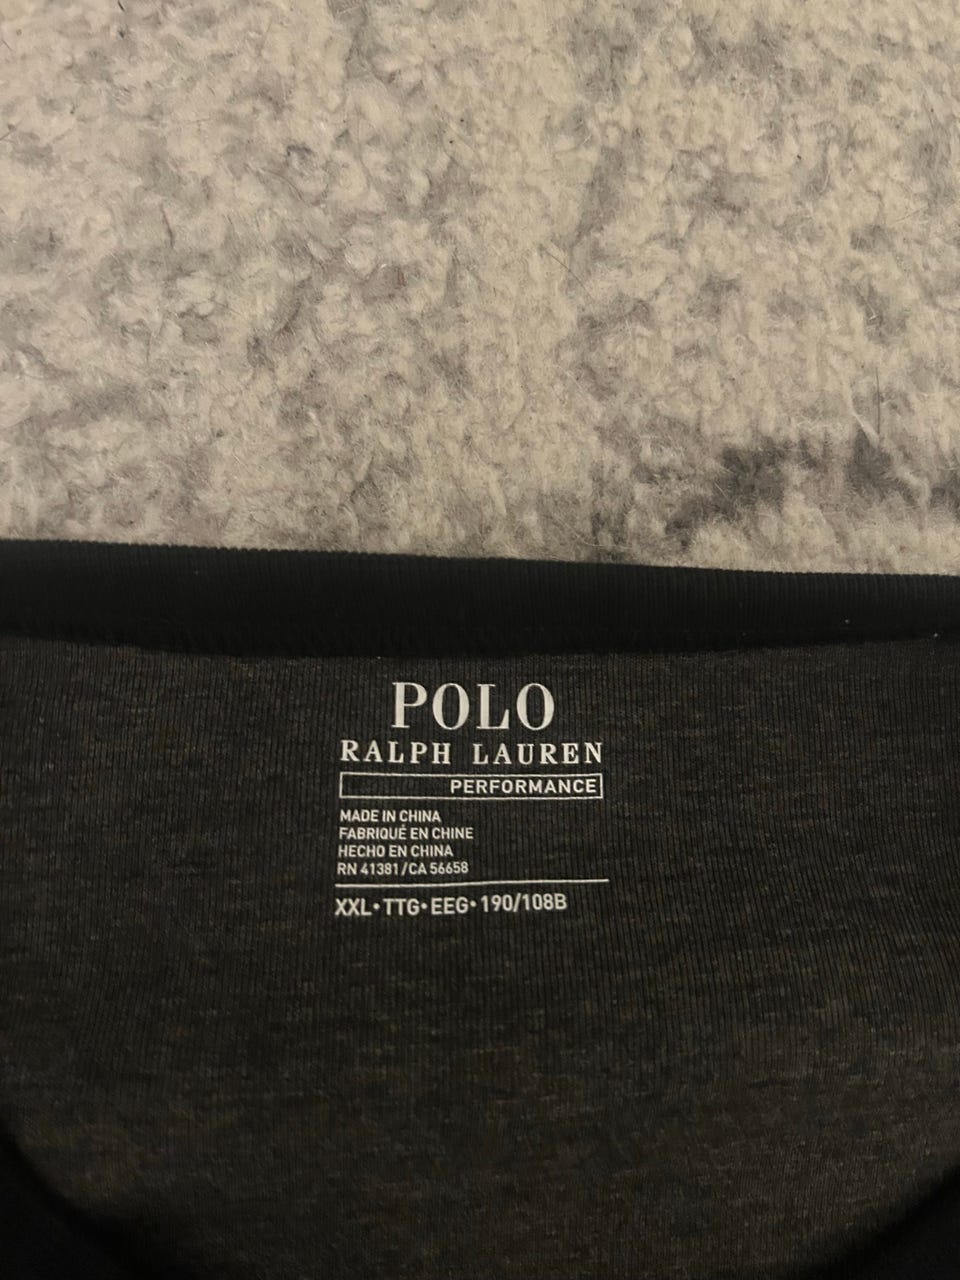 POLO
RALPH LAUREN
PERFORMANCE
MADE IN CHINA
FABRIQUÉ EN CHINE
HECHO EN CHINA
RN 41381/CA 56658
XXL•TTG•EEG•190/108B